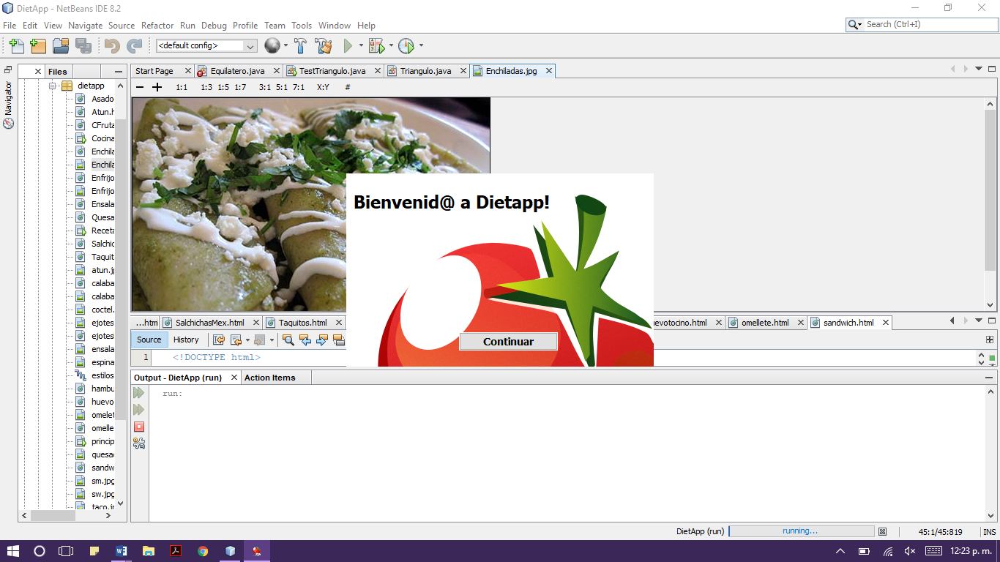 DietApp - NetBeans IDE 8.2
File Edit View Navigate Source Refactor Run Debug Profile Team Tools Window Help
Search (Ctrl+I)
<default config>
Files
Start Page
Equilatero.java
TestTriangulo.java
Triangulo.java
Enchiladas.jpg
Navigator
1:1 1:3 1:5 1:7 3:1 5:1 7:1 X:Y #
dietapp
Asado
Atun.h
CFruta
Cocina
Enchila
Enchila
Enfrijo
Enfrijo
Ensala
Quesa
Receta
Salchic
Taquit
atun.jp
calaba
calaba
coctel.
ejotes
ejotes
ensala
espina
estilos
hambu
huevo
omelet
omelle
princip
quesad
sandw
sm.jpg
sw.jpg
taco.jp
Bienvenid@ a Dietapp!
Continuar
...htm
SalchichasMex.html
Taquitos.html
evotocino.html
omellete.html
sandwich.html
Source History
1 <!DOCTYPE html>
Output - DietApp (run)
Action Items
run:
DietApp (run)
running...
45:1/45:819
INS
12:23 p. m.